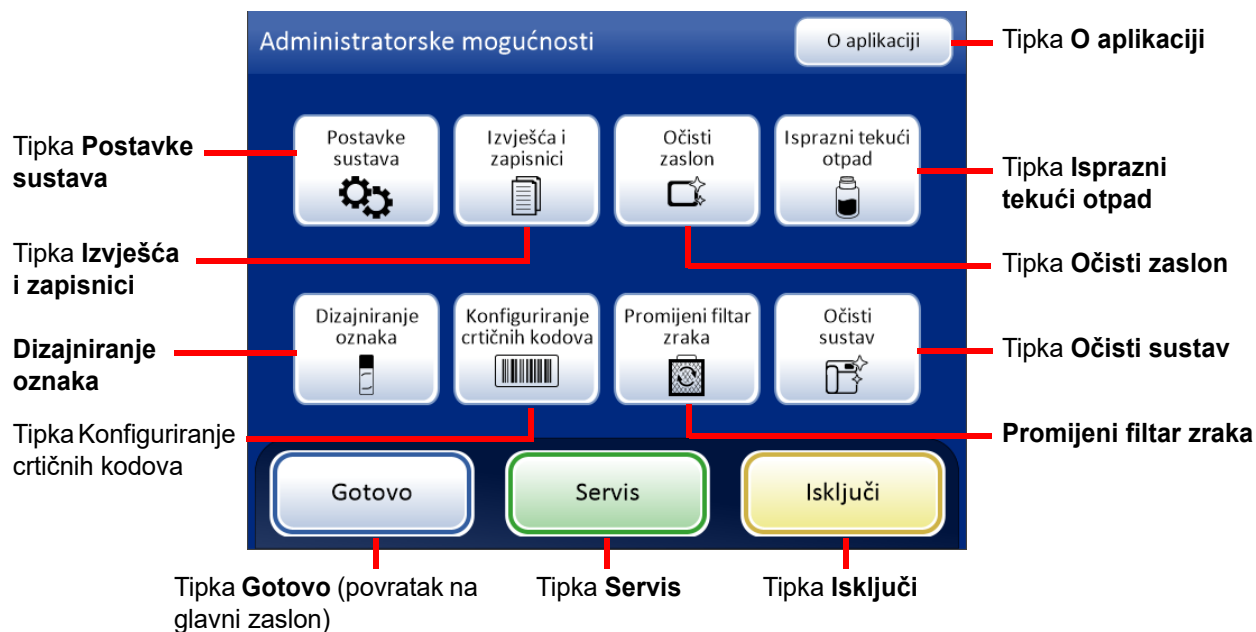 Administratorske mogućnosti
O aplikaciji
Tipka O aplikaciji
Tipka Postavke
sustava
Postavke
sustava
Izvješća i
zapisnici
Očisti
zaslon
Isprazni tekući
otpad
Tipka Isprazni
tekući otpad
Tipka Izvješća
i zapisnici
Tipka Očisti zaslon
Dizajniranje
oznaka
Dizajniranje
oznaka
Konfiguriranje
crtičnih kodova
Promijeni filtar
zraka
Očisti
sustav
Tipka Očisti sustav
Tipka Konfiguriranje
crtičnih kodova
Promijeni filtar zraka
Gotovo
Servis
Isključi
Tipka Gotovo (povratak na
glavni zaslon)
Tipka Servis
Tipka Isključi